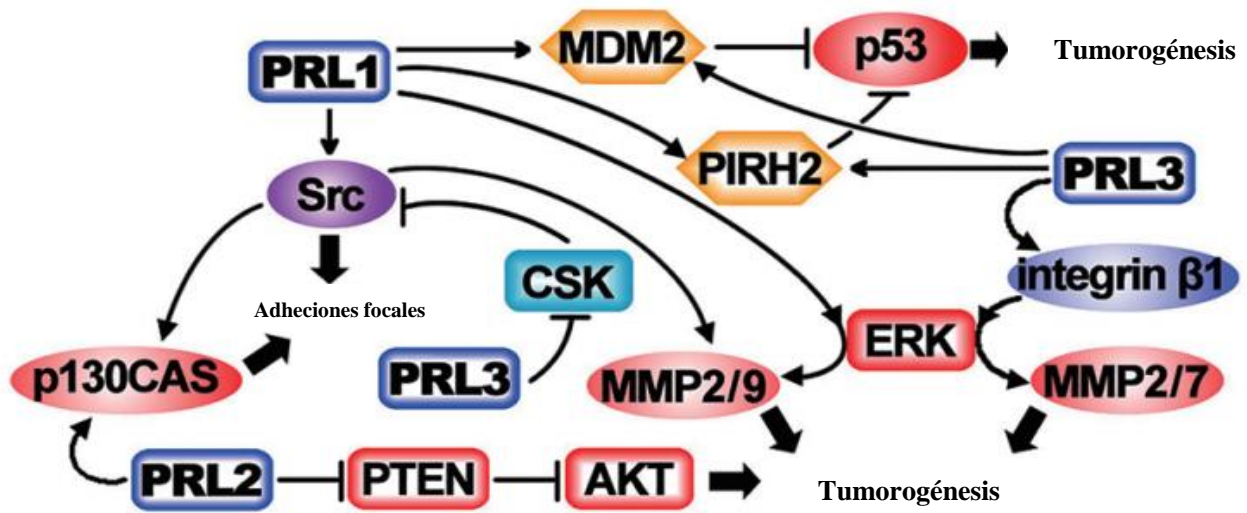 MDM2
p53
Tumorogénesis
PRL1
PIRH2
PRL3
Src
integrin β1
CSK
Adheciones focales
ERK
p130CAS
PRL3
MMP2/9
MMP2/7
PRL2
PTEN
AKT
Tumorogénesis